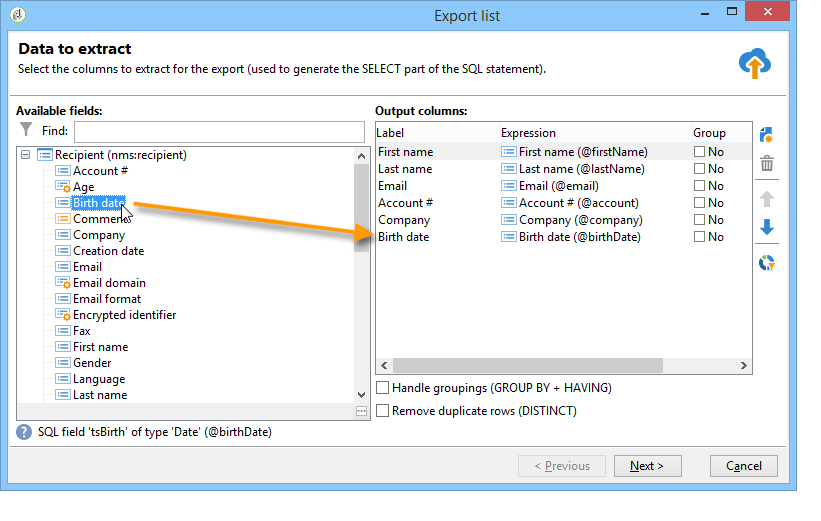 Export list
Data to extract
Select the columns to extract for the export (used to generate the SELECT part of the SQL statement).
Available fields:
Find:
Recipient (nms:recipient)
Account #
Age
Birth date
Comments
Company
Creation date
Email
Email domain
Email format
Encrypted identifier
Fax
First name
Gender
Language
Last name
SQL field 'tsBirth' of type 'Date' (@birthDate)
Output columns:
Label Expression Group
First name First name (@firstName) No
Last name Last name (@lastName) No
Email Email (@email) No
Account # Account # (@account) No
Company Company (@company) No
Birth date Birth date (@birthDate) No
Handle groupings (GROUP BY + HAVING)
Remove duplicate rows (DISTINCT)
< Previous Next > Cancel